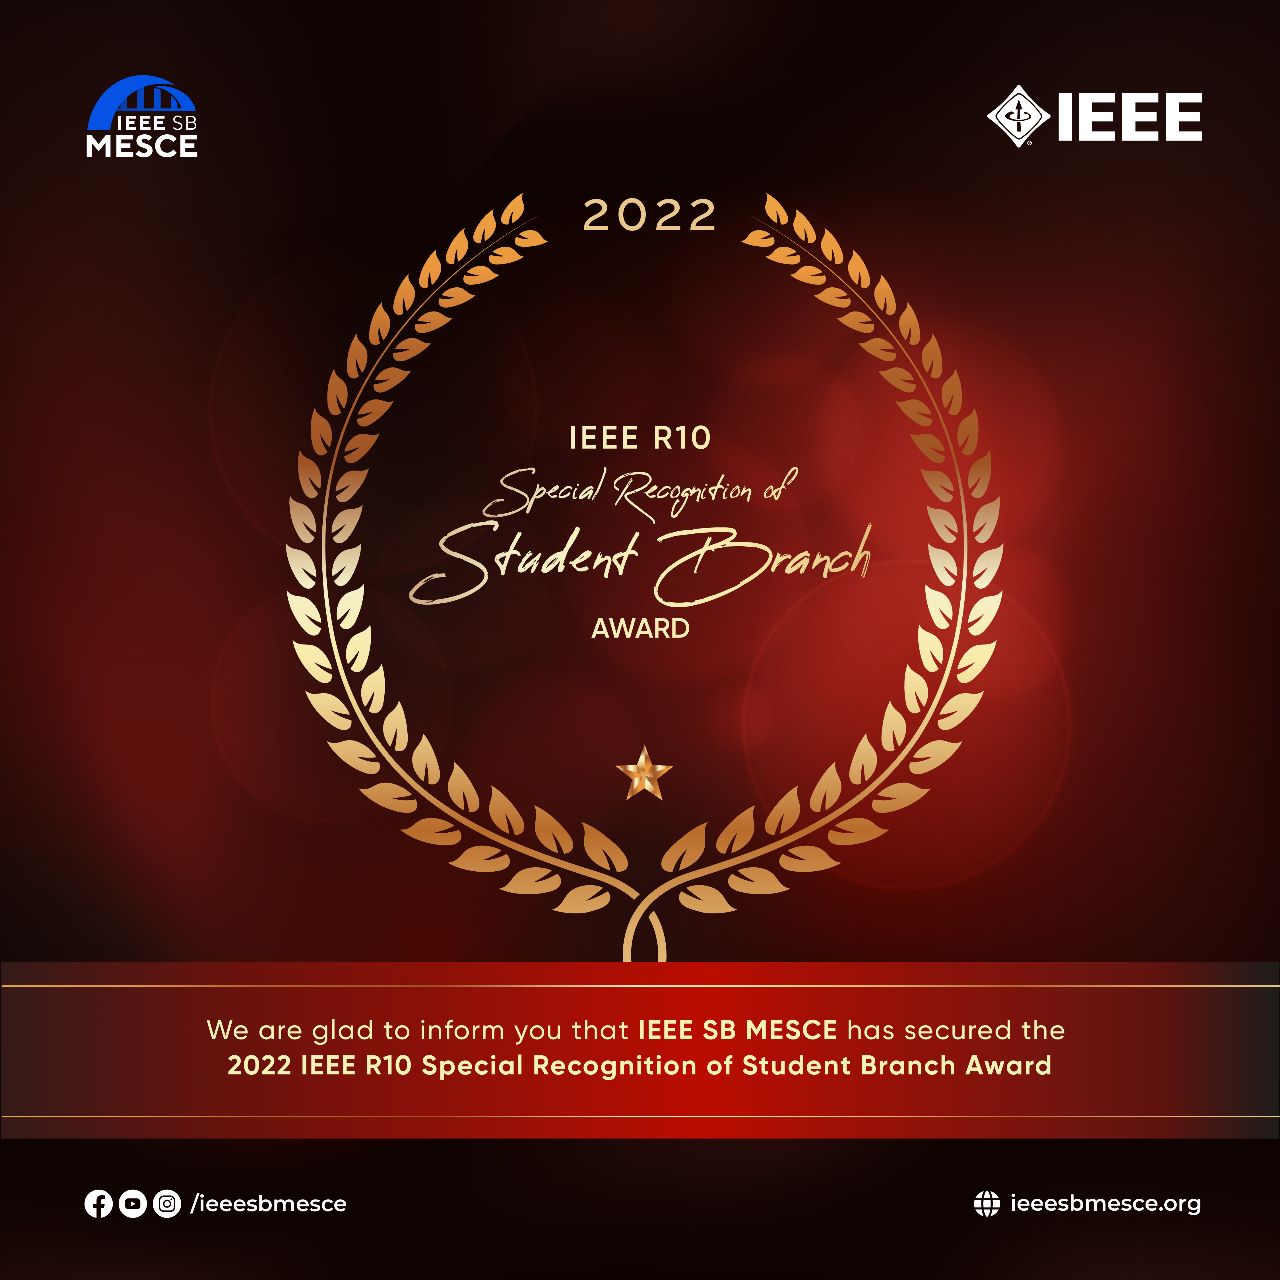 IEEE SB
MESCE
IEEE
2022
IEEE R10
Special Recognition of
Student Branch
AWARD
We are glad to inform you that IEEE SB MESCE has secured the
2022 IEEE R10 Special Recognition of Student Branch Award
/ieeesbmesce
ieeesbmesce.org